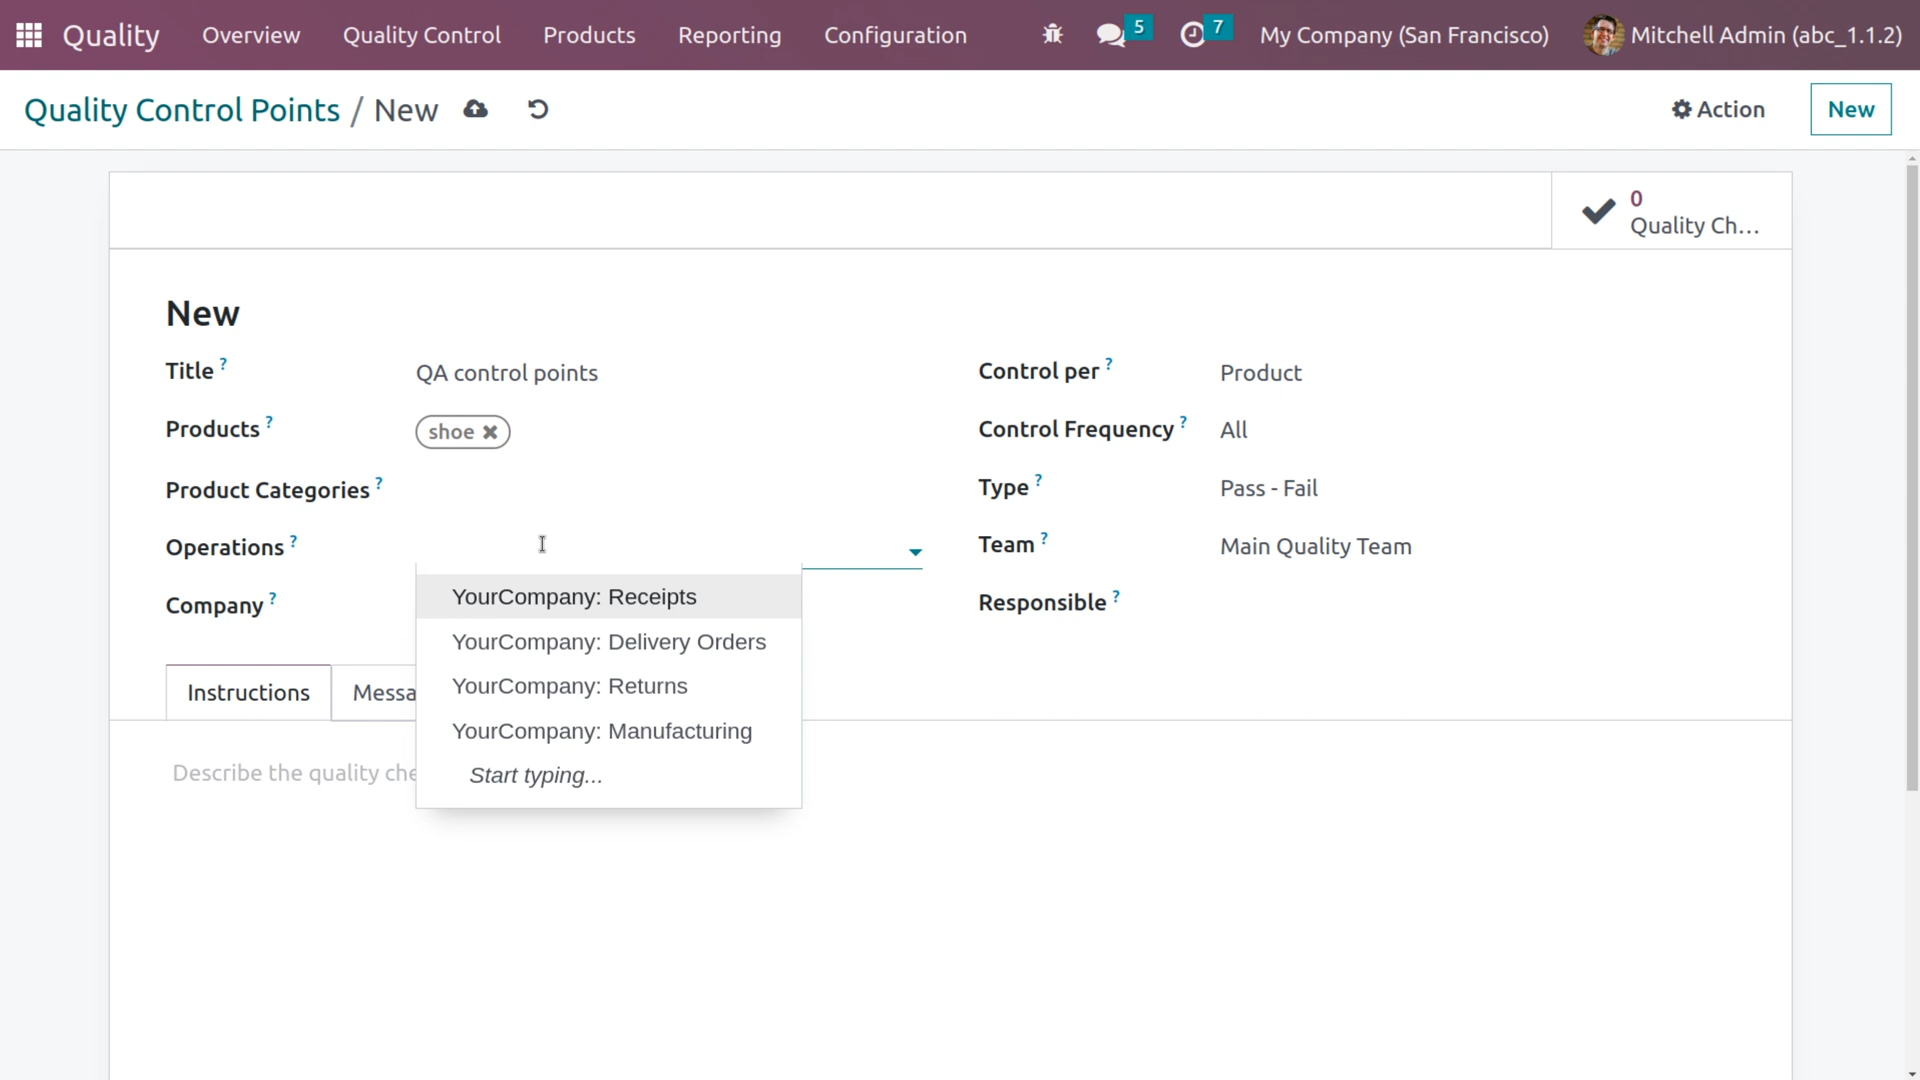 Quality Overview Quality Control Products Reporting Configuration 5 7 My Company (San Francisco) Mitchell Admin (abc_1.1.2)
Quality Control Points / New Action New
0
Quality Ch...
New
Title ? QA control points Control per ? Product
Products ? shoe Control Frequency ? All
Product Categories ? Type ? Pass - Fail
Operations ? Team ? Main Quality Team
YourCompany: Receipts
Company ? Responsible ?
YourCompany: Delivery Orders
YourCompany: Returns
Instructions Messa
YourCompany: Manufacturing
Describe the quality che Start typing...